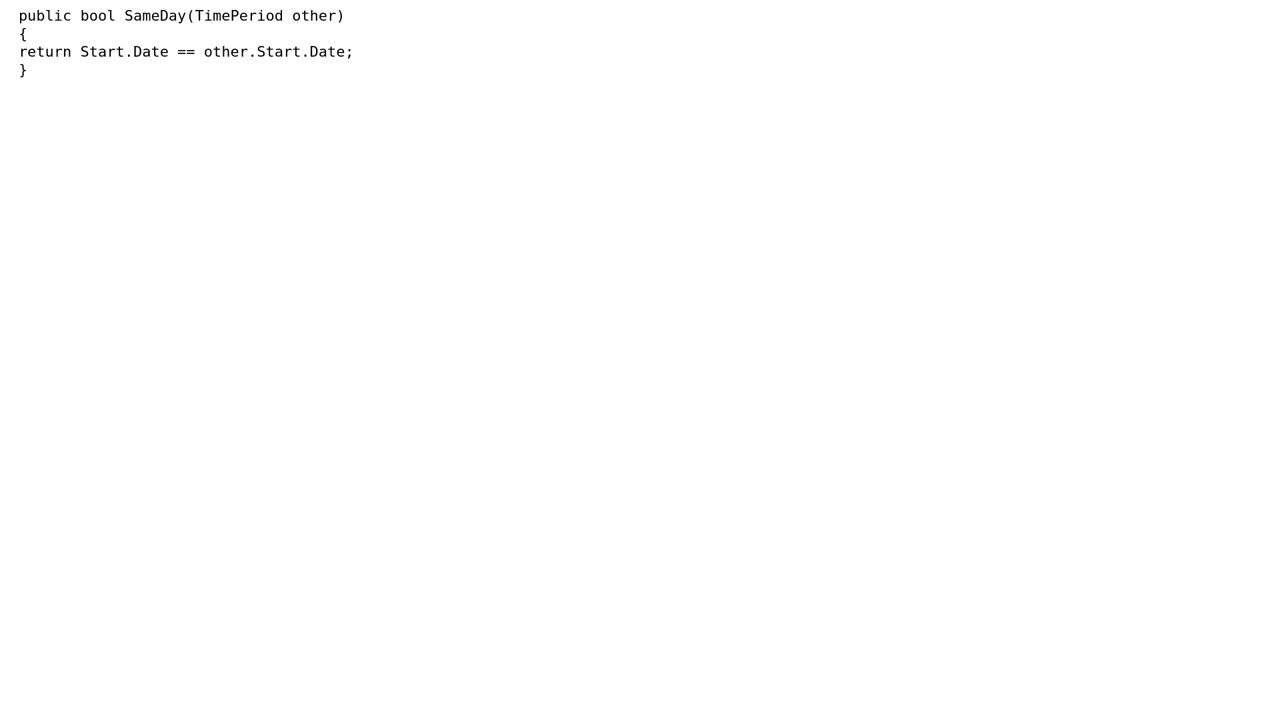 public bool SameDay(TimePeriod other)
{
return Start.Date == other.Start.Date;
}